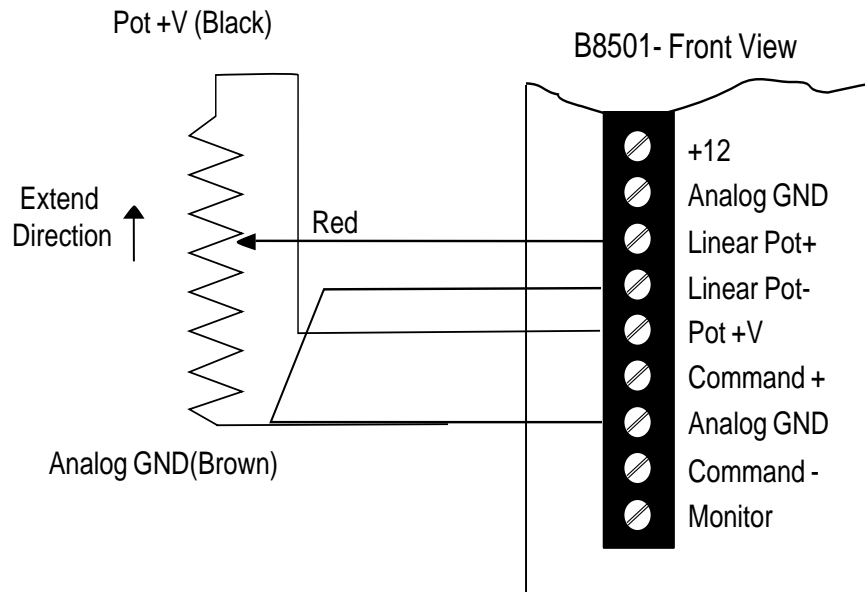 Pot +V (Black)
B8501- Front View
Extend
Direction
Red
+12
Analog GND
Linear Pot+
Linear Pot-
Pot +V
Command +
Analog GND
Command -
Monitor
Analog GND(Brown)